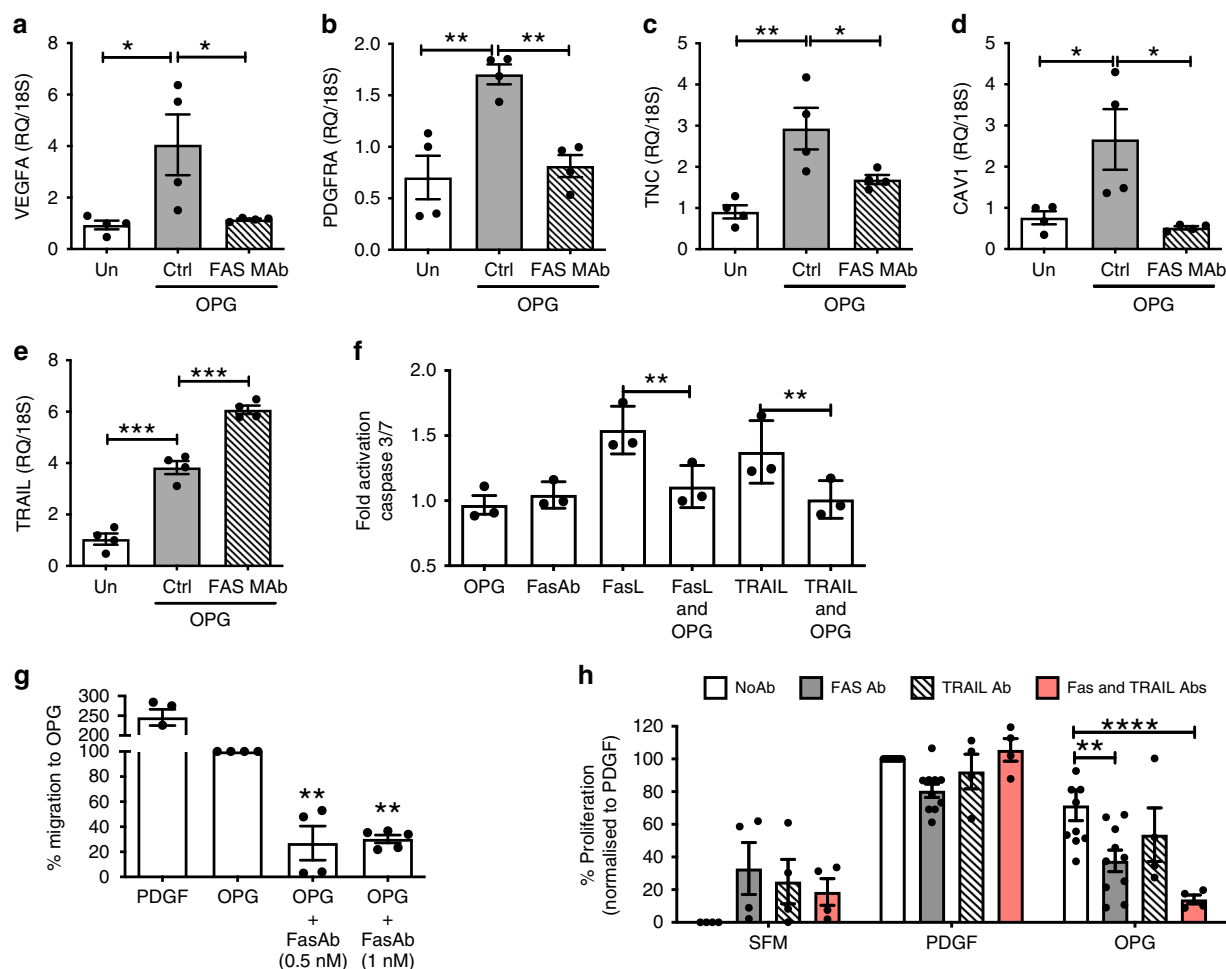 a
VEGFA (RQ/18S)
8
6
4
2
0
*
*
Un
Ctrl
FAS MAb
OPG
b
PDGFRA (RQ/18S)
2.0
1.5
1.0
0.5
0.0
**
**
Un
Ctrl
FAS MAb
OPG
c
TNC (RQ/18S)
5
4
3
2
1
0
**
*
Un
Ctrl
FAS MAb
OPG
d
CAV1 (RQ/18S)
5
4
3
2
1
0
*
*
Un
Ctrl
FAS MAb
OPG
e
TRAIL (RQ/18S)
8
6
4
2
0
***
***
Un
Ctrl
FAS MAb
OPG
f
Fold activation
caspase 3/7
2.0
1.5
1.0
0.5
**
**
OPG
FasAb
FasL
FasL
and
OPG
TRAIL
TRAIL
and
OPG
g
% migration to OPG
300
250
200
150
100
80
60
40
20
0
**
**
PDGF
OPG
OPG
+
FasAb
(0.5 nM)
OPG
+
FasAb
(1 nM)
h
NoAb
FAS Ab
TRAIL Ab
Fas and TRAIL Abs
% Proliferation
(normalised to PDGF)
120
100
80
60
40
20
0
****
**
SFM
PDGF
OPG